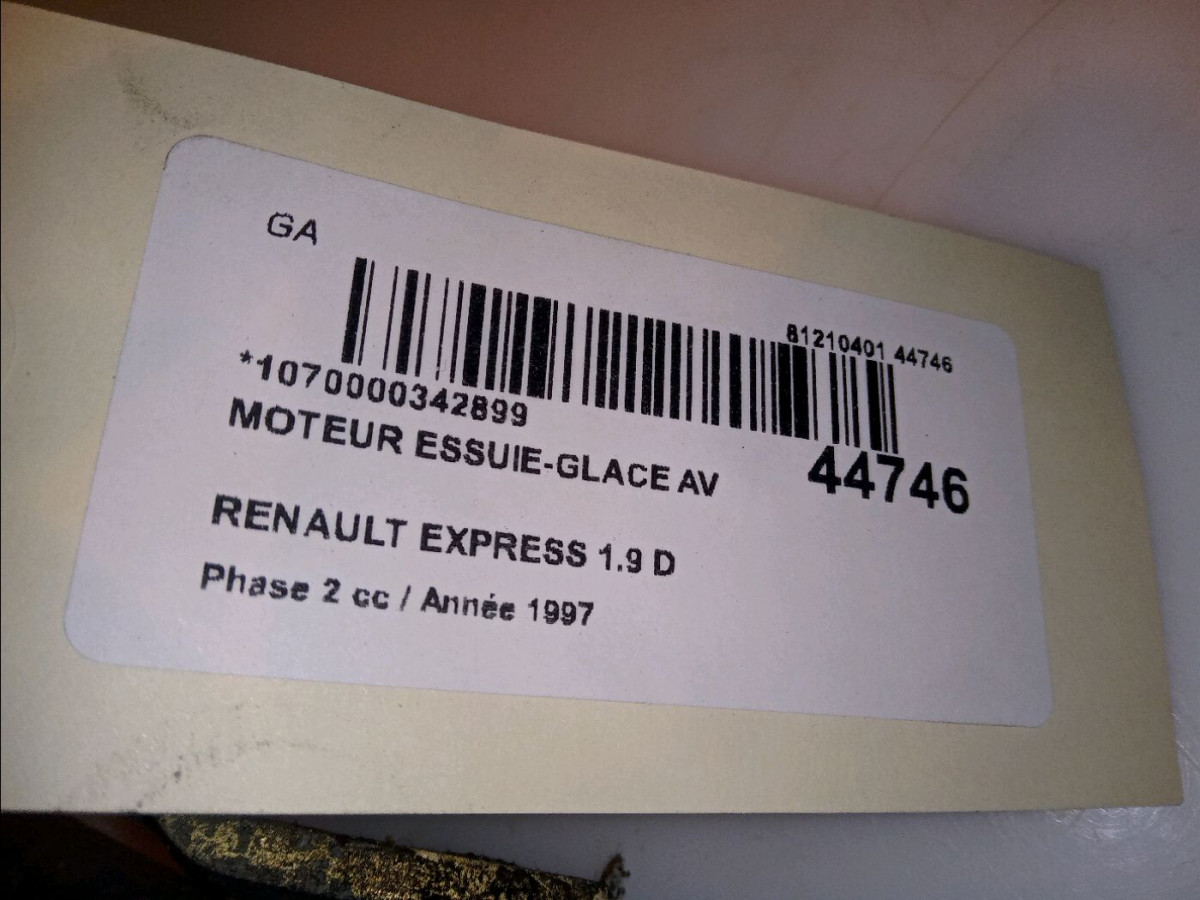 GA
81210401 44746
*1070000342899
MOTEUR ESSUIE-GLACE AV
44746
RENAULT EXPRESS 1.9 D
Phase 2 cc / Année 1997